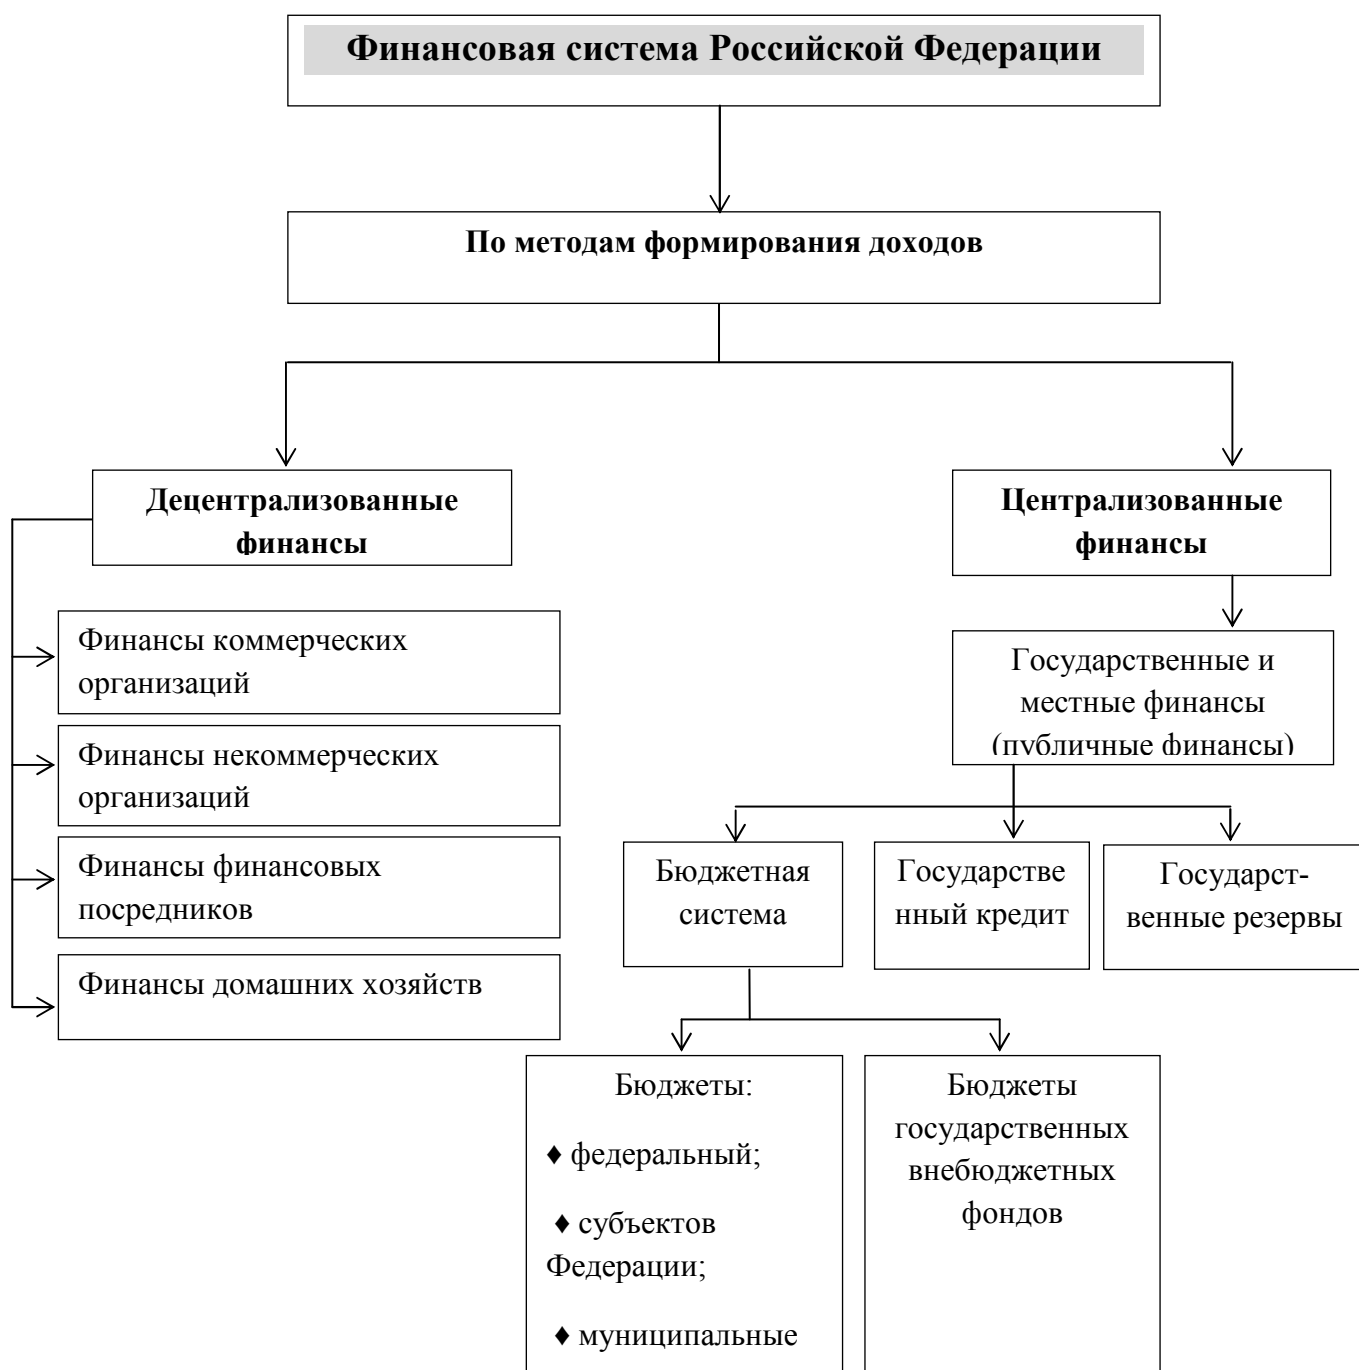 Финансовая система Российской Федерации
По методам формирования доходов
Децентрализованные
финансы
Финансы коммерческих
организаций
Финансы некоммерческих
организаций
Финансы финансовых
посредников
Финансы домашних хозяйств
Централизованные
финансы
Государственные и
местные финансы
(публичные финансы)
Бюджетная
система
Государстве
нный кредит
Государст-
венные резервы
Бюджеты:
♦ федеральный;
♦ субъектов
Федерации;
♦ муниципальные
Бюджеты
государственных
внебюджетных
фондов